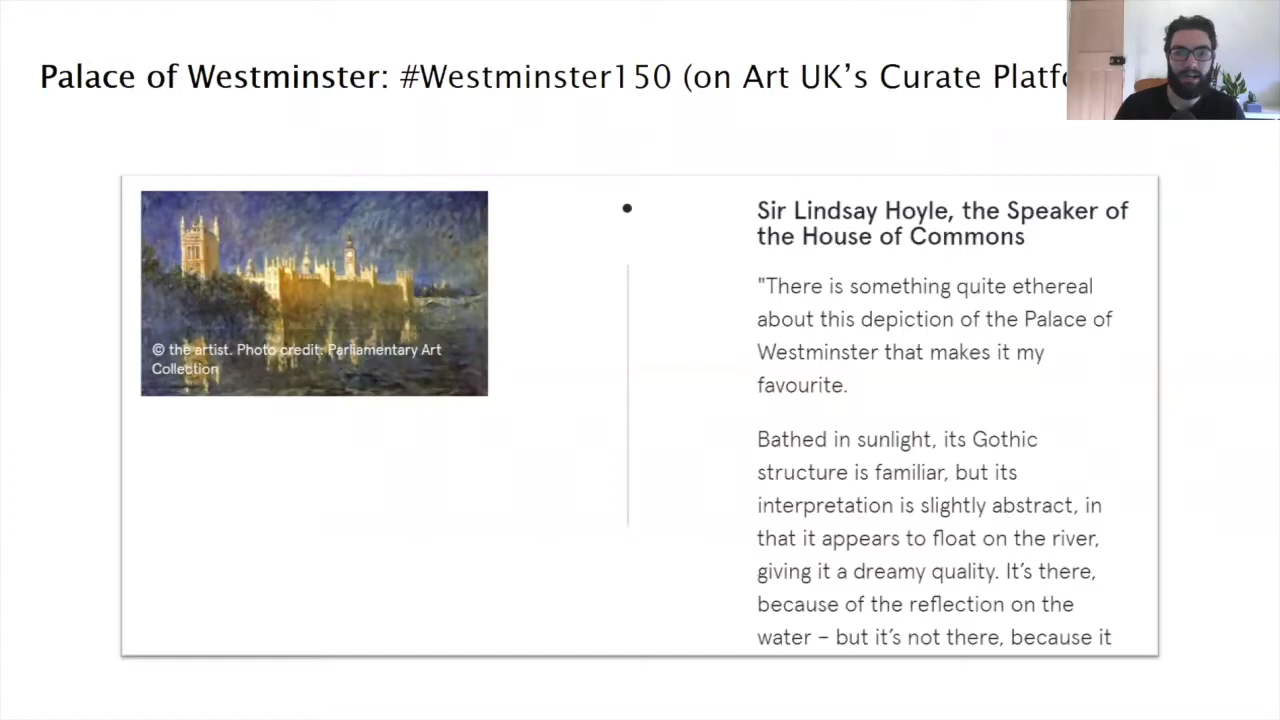 Palace of Westminster: #Westminster150 (on Art UK’s Curate
© the artist. Photo credit: Parliamentary Art
Collection
Sir Lindsay Hoyle, the Speaker of
the House of Commons
"There is something quite ethereal
about this depiction of the Palace of
Westminster that makes it my
favourite.
Bathed in sunlight, its Gothic
structure is familiar, but its
interpretation is slightly abstract, in
that it appears to float on the river,
giving it a dreamy quality. It’s there,
because of the reflection on the
water – but it’s not there, because it